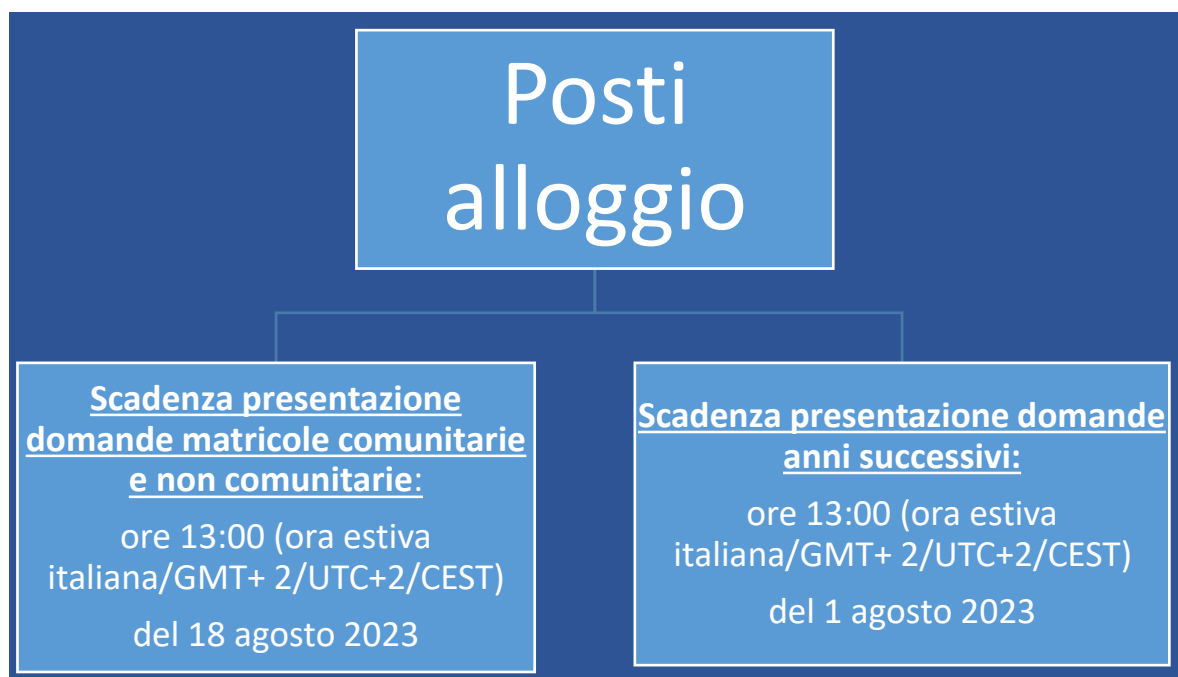 Posti
alloggio
Scadenza presentazione
domande matricole comunitarie
e non comunitarie:
ore 13:00 (ora estiva
italiana/GMT+ 2/UTC+2/CEST)
del 18 agosto 2023
Scadenza presentazione domande
anni successivi:
ore 13:00 (ora estiva
italiana/GMT+ 2/UTC+2/CEST)
del 1 agosto 2023